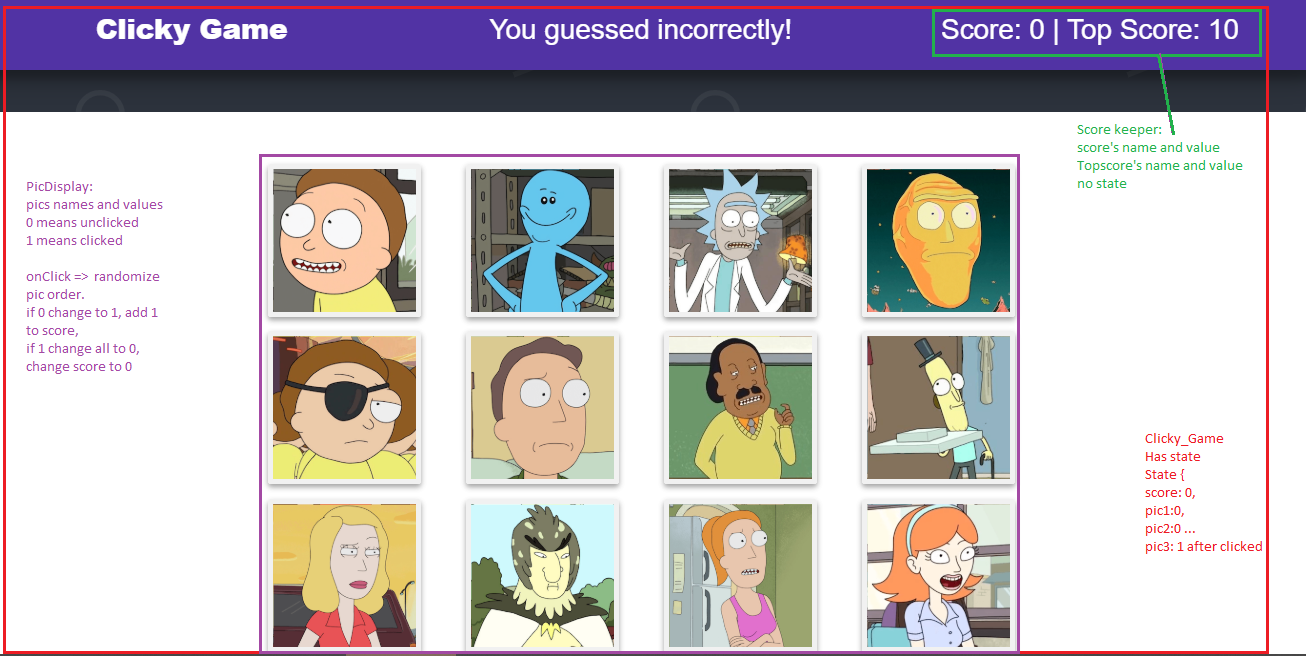 Clicky Game
You guessed incorrectly!
Score: 0 | Top Score: 10
Score keeper:
score's name and value
Topscore's name and value
no state
PicDisplay:
pics names and values
0 means unclicked
1 means clicked
onClick => randomize
pic order.
if 0 change to 1, add 1
to score,
if 1 change all to 0,
change score to 0
Clicky_Game
Has state
State {
score: 0,
pic1:0,
pic2:0 ...
pic3: 1 after clicked